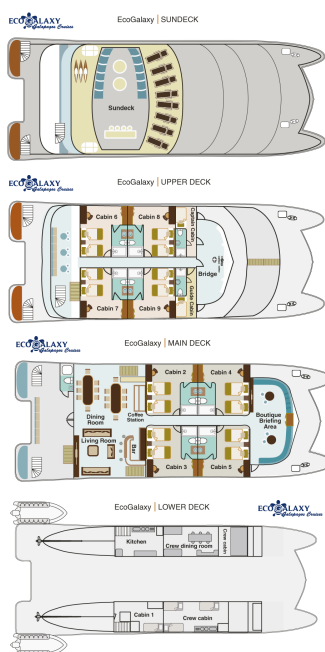 ECOGALAXY
Galapagos Cruises
EcoGalaxy | SUNDECK
Sundeck
ECOGALAXY
Galapagos Cruises
EcoGalaxy | UPPER DECK
Cabin 6
Cabin 8
Captain Cabin
Bridge
Cabin 7
Cabin 9
Guide Cabin
ECOGALAXY
Galapagos Cruises
EcoGalaxy | MAIN DECK
Cabin 2
Cabin 4
Dining
Room
Coffee
Station
Boutique
Briefing
Area
Living Room
Bar
Cabin 3
Cabin 5
EcoGalaxy | LOWER DECK
ECOGALAXY
Galapagos Cruises
Kitchen
Crew dining room
Crew cabin
Cabin 1
Crew cabin